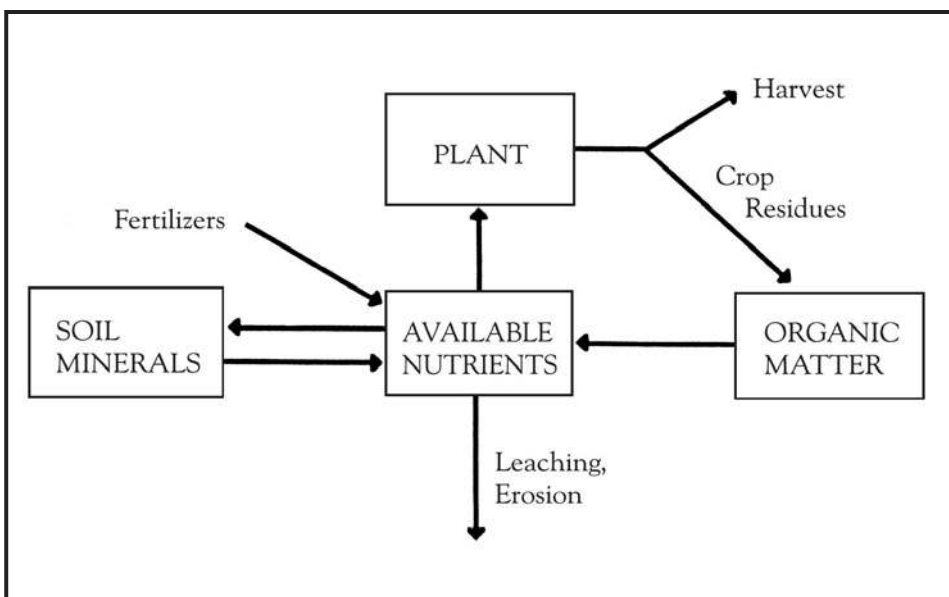 Harvest
PLANT
Crop
Residues
Fertilizers
SOIL
MINERALS
AVAILABLE
NUTRIENTS
ORGANIC
MATTER
Leaching,
Erosion